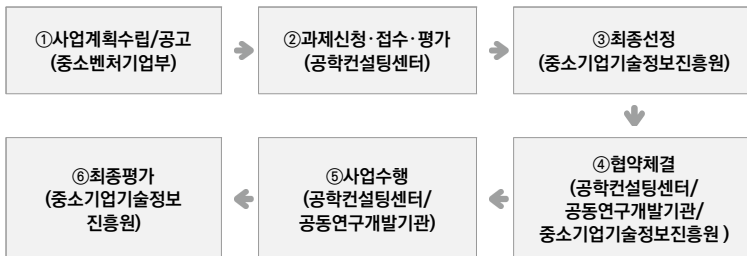 ①사업계획수립/공고
(중소벤처기업부)
②과제신청·접수·평가
(공학컨설팅센터)
③최종선정
(중소기업기술정보진흥원)
④협약체결
(공학컨설팅센터/
공동연구개발기관/
중소기업기술정보진흥원 )
⑤사업수행
(공학컨설팅센터/
공동연구개발기관)
⑥최종평가
(중소기업기술정보
진흥원)